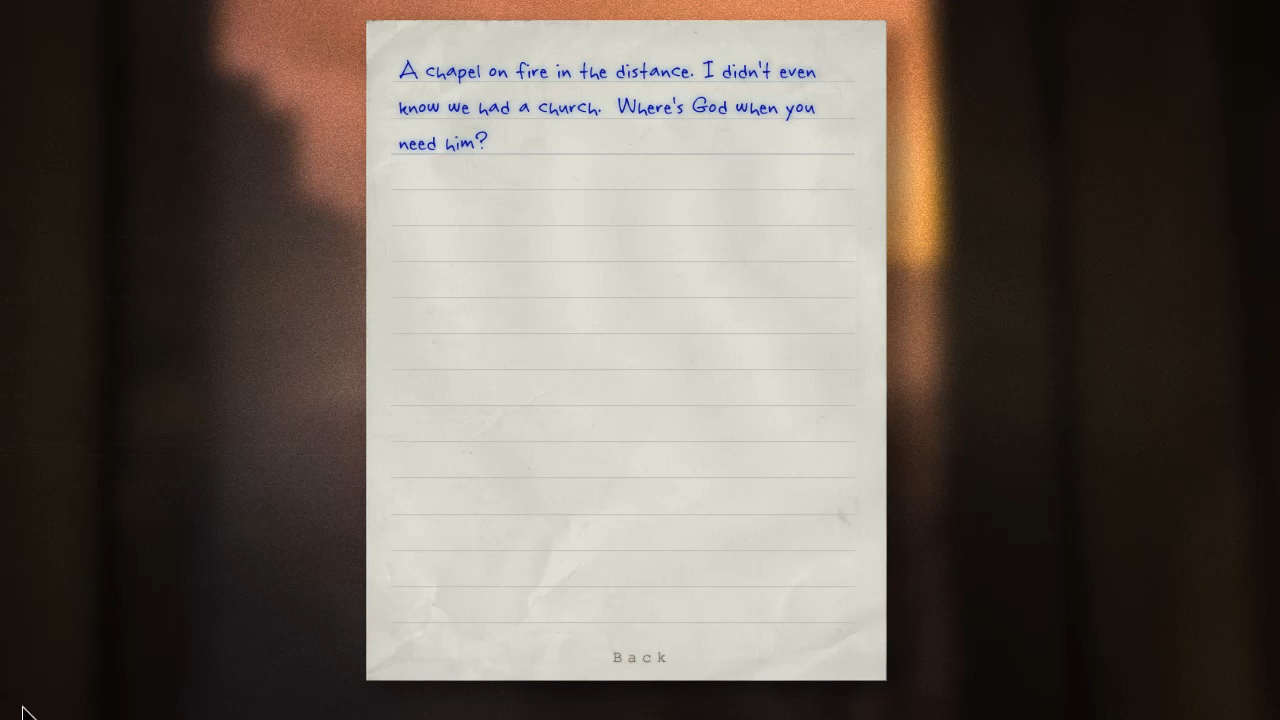 A chapel on fire in the distance. I didn't even
know we had a church. Where's God when you
need him?
Back